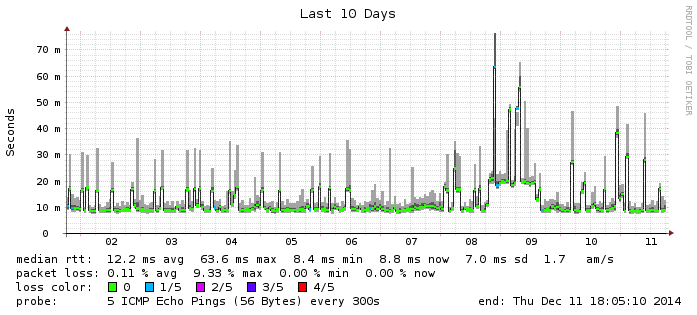 Last 10 Days
RRDTOOL / TOBI OETIKER
Seconds
70 m
60 m
50 m
40 m
30 m
20 m
10 m
0
02 03 04 05 06 07 08 09 10 11
median rtt: 12.2 ms avg 63.6 ms max 8.4 ms min 8.8 ms now 7.0 ms sd 1.7 am/s
packet loss: 0.11 % avg 9.33 % max 0.00 % min 0.00 % now
loss color: 0 1/5 2/5 3/5 4/5
probe: 5 ICMP Echo Pings (56 Bytes) every 300s end: Thu Dec 11 18:05:10 2014